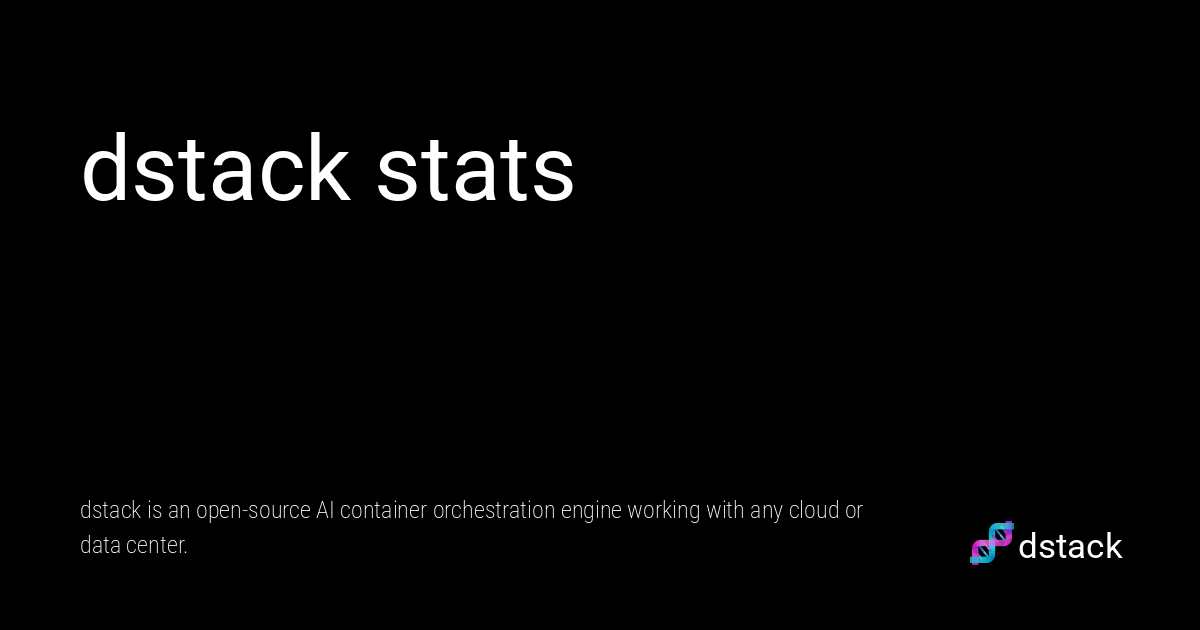 dstack stats
dstack is an open-source AI container orchestration engine working with any cloud or
data center.
dstack